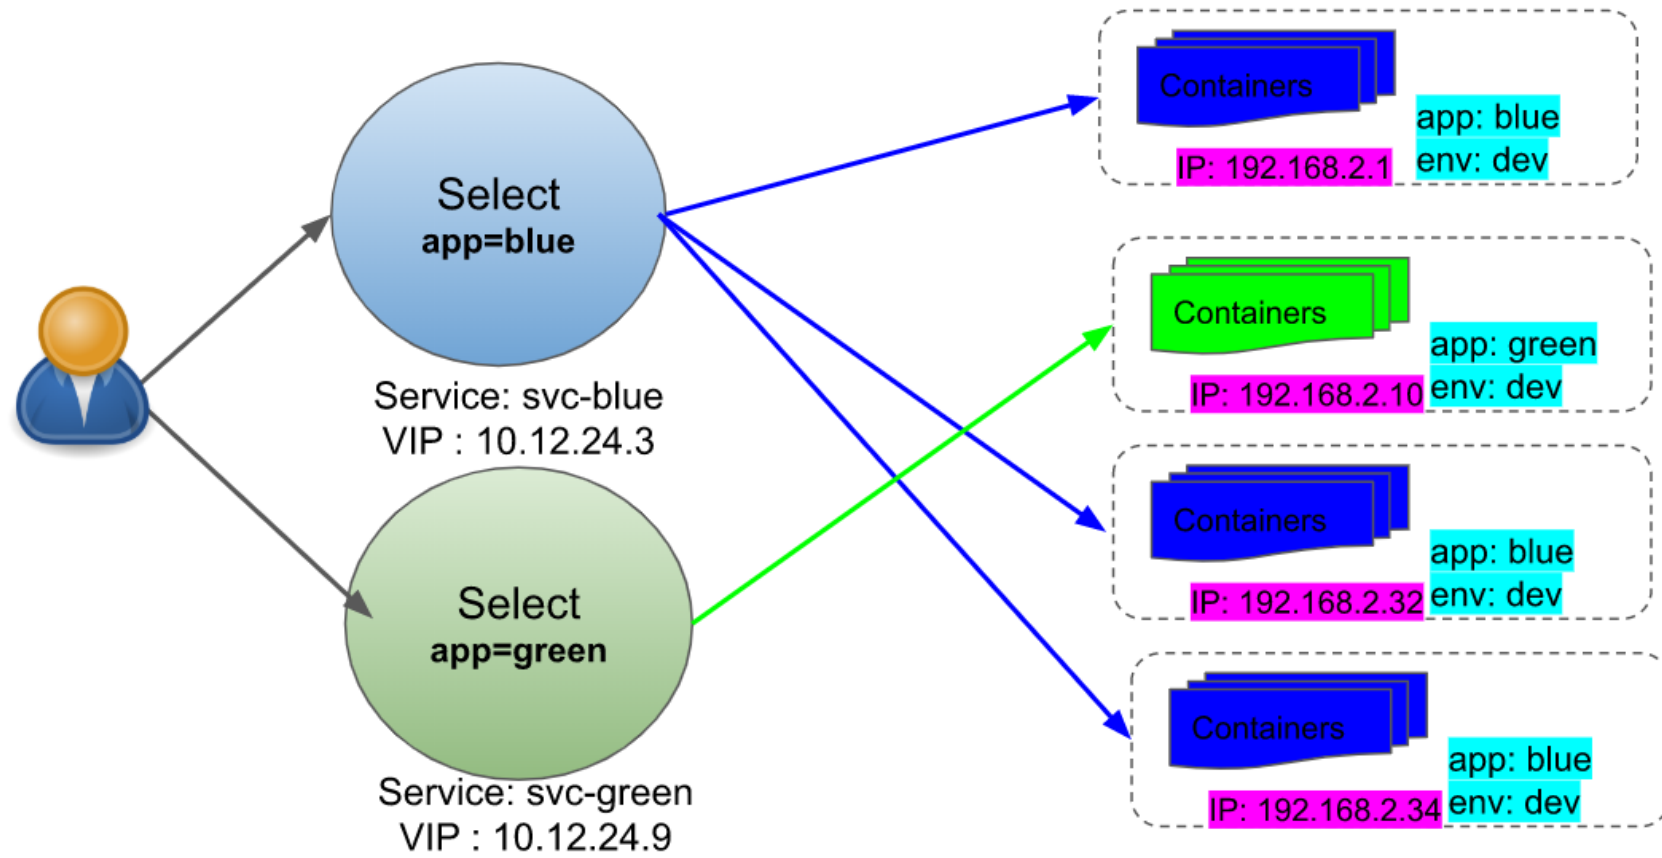 Select
app=blue
Service: svc-blue
VIP : 10.12.24.3
Select
app=green
Service: svc-green
VIP : 10.12.24.9
Containers
app: blue
env: dev
IP: 192.168.2.1
Containers
app: green
env: dev
IP: 192.168.2.10
Containers
app: blue
env: dev
IP: 192.168.2.32
Containers
app: blue
env: dev
IP: 192.168.2.34